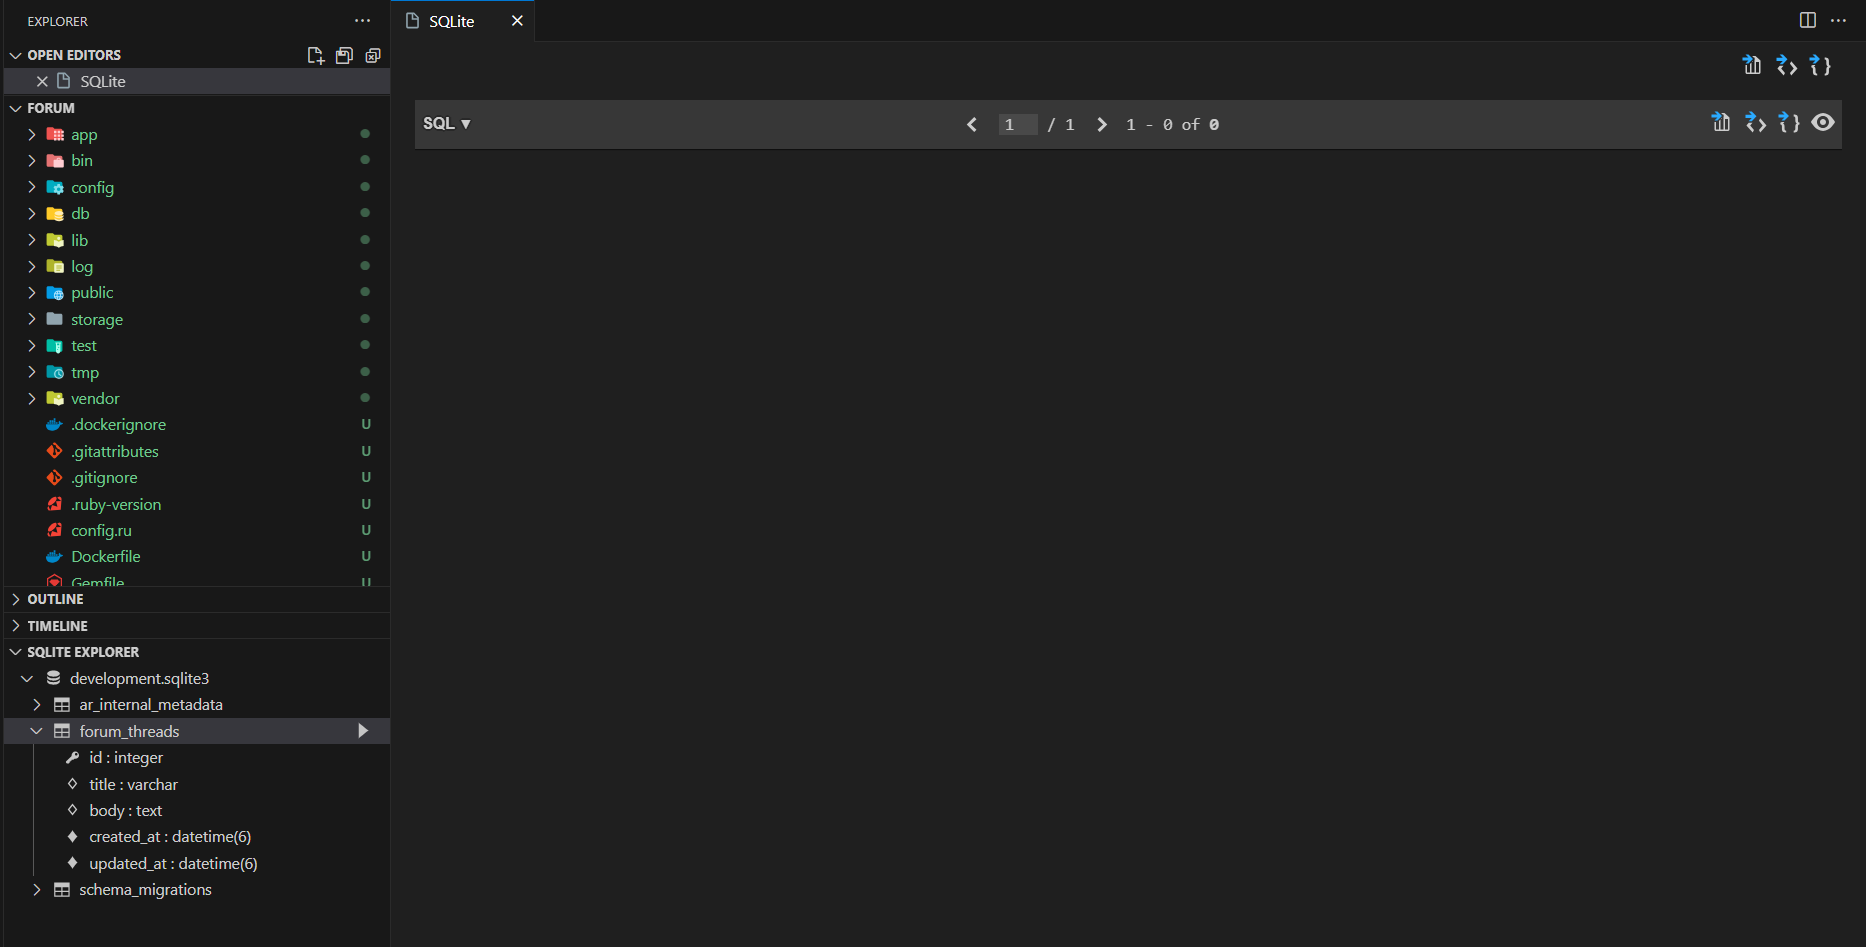 EXPLORER
OPEN EDITORS
SQLite
FORUM
app
bin
config
db
lib
log
public
storage
test
tmp
vendor
.dockerignore U
.gitattributes U
.gitignore U
.ruby-version U
config.ru U
Dockerfile U
Gemfile U
OUTLINE
TIMELINE
SQLITE EXPLORER
development.sqlite3
ar_internal_metadata
forum_threads
id : integer
title : varchar
body : text
created_at : datetime(6)
updated_at : datetime(6)
schema_migrations
SQLite
SQL ▼ 1 / 1 1 - 0 of 0